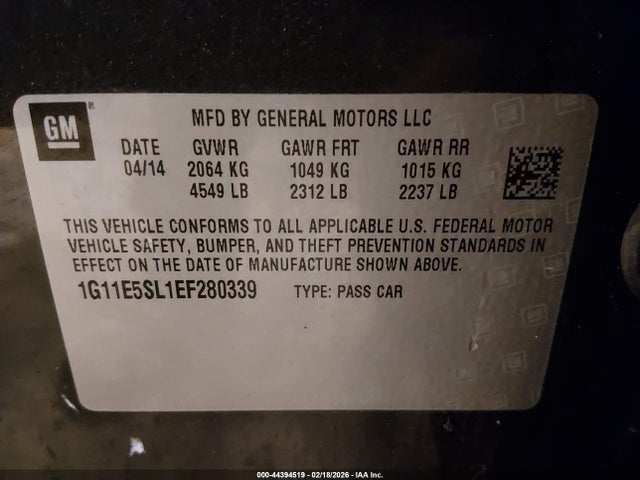 GM
MFD BY GENERAL MOTORS LLC
DATE GVWR GAWR FRT GAWR RR
04/14 2064 KG 1049 KG 1015 KG
4549 LB 2312 LB 2237 LB
THIS VEHICLE CONFORMS TO ALL APPLICABLE U.S. FEDERAL MOTOR
VEHICLE SAFETY, BUMPER, AND THEFT PREVENTION STANDARDS IN
EFFECT ON THE DATE OF MANUFACTURE SHOWN ABOVE.
1G11E5SL1EF280339 TYPE: PASS CAR
000-44394519 - 02/18/2026 - IAA Inc.